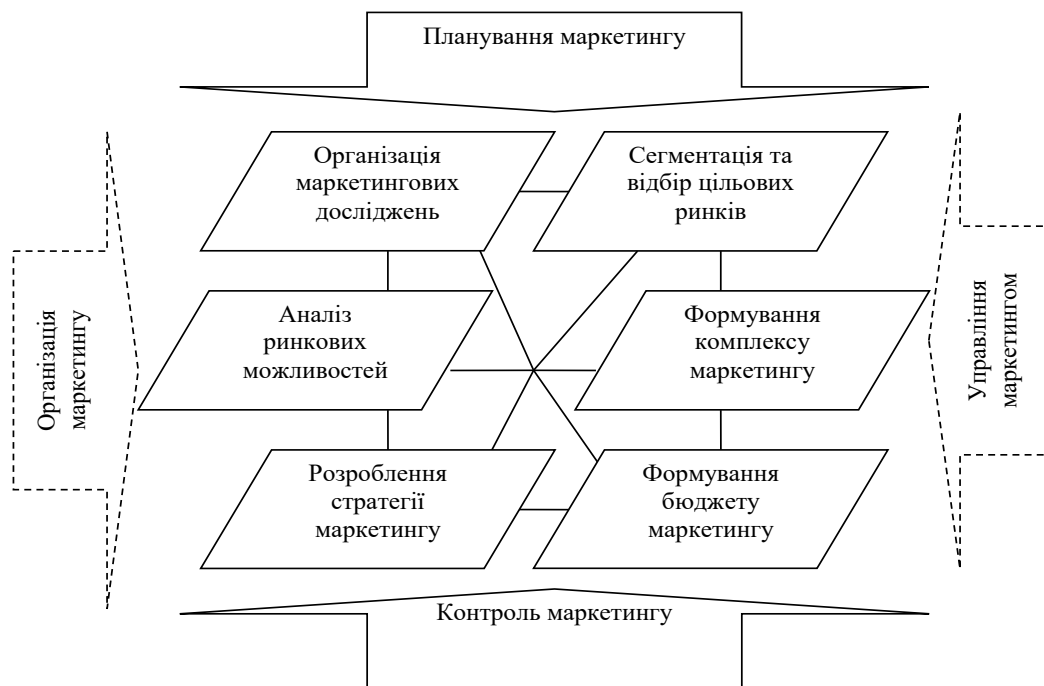 Планування маркетингу
Організація
маркетингових
досліджень
Сегментація та
відбір цільових
ринків
Організація
маркетингу
Аналіз
ринкових
можливостей
Формування
комплексу
маркетингу
Управління
маркетингом
Розроблення
стратегії
маркетингу
Формування
бюджету
маркетингу
Контроль маркетингу